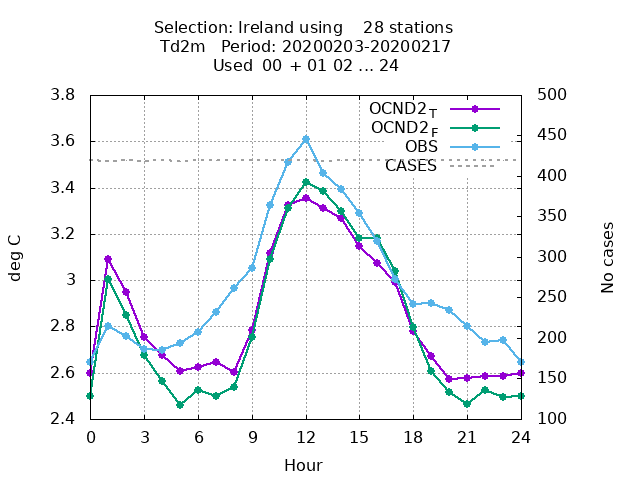 Selection: Ireland using 28 stations
Td2m Period: 20200203-20200217
Used 00 + 01 02 ... 24
3.8
3.6
3.4
3.2
3
2.8
2.6
2.4
deg C
500
450
400
350
300
250
200
150
100
No cases
OCND2T
OCND2F
OBS
CASES
0 3 6 9 12 15 18 21 24
Hour